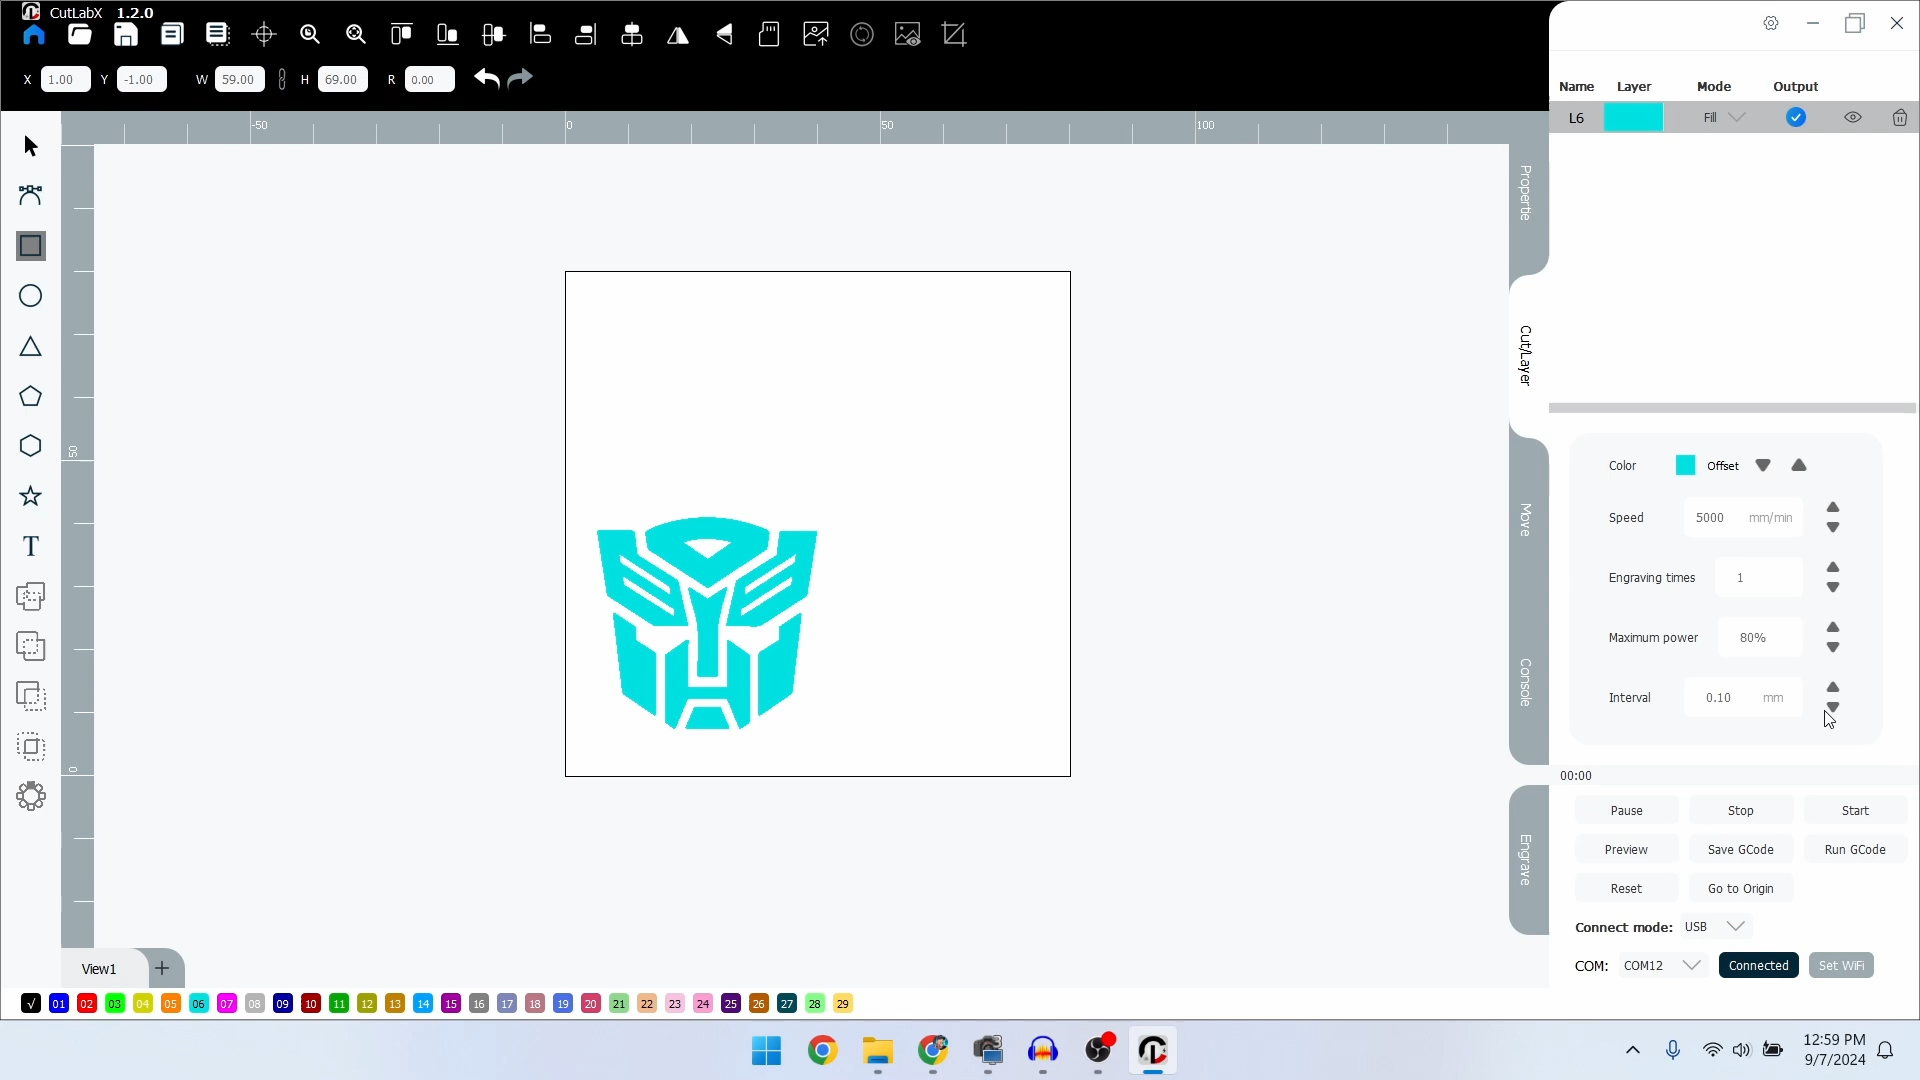 CutLabX 1.2.0
X 1.00 Y -1.00 W 59.00 H 69.00 R 0.00
Name Layer Mode Output
L6 Fill
-50 0 50 100
50
0
Propertie
Cut/Layer
Move
Console
Engrave
Color Offset
Speed 5000 mm/min
Engraving times 1
Maximum power 80%
Interval 0.10 mm
T
00:00
Pause Stop Start
Preview Save GCode Run GCode
Reset Go to Origin
Connect mode: USB
COM: COM12 Connected Set WiFi
View1 +
√ 01 02 03 04 05 06 07 08 09 10 11 12 13 14 15 16 17 18 19 20 21 22 23 24 25 26 27 28 29
12:59 PM
9/7/2024